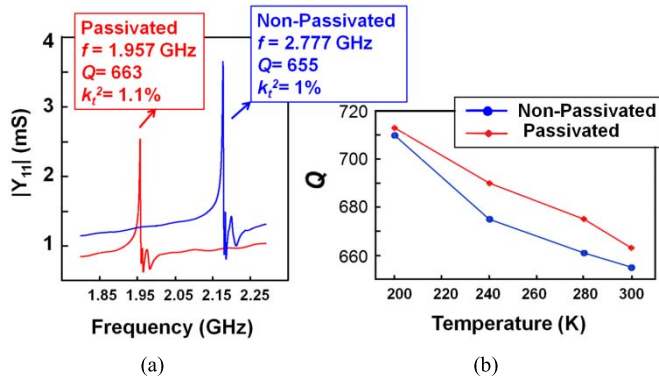 Passivated
f = 1.957 GHz
Q= 663
kt²= 1.1%
Non-Passivated
f = 2.777 GHz
Q= 655
kt²= 1%
|Y11| (mS)
4
3
2
1
1.85
1.95
2.05
2.15
2.25
Frequency (GHz)
(a)
Non-Passivated
Passivated
Q
720
700
680
660
200
220
240
260
280
300
Temperature (K)
(b)